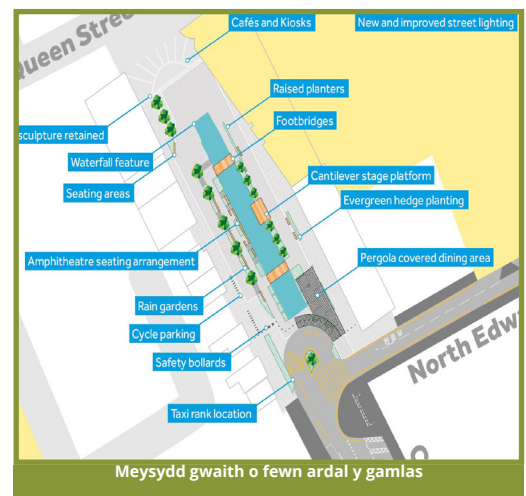 Queen Stree
Cafés and Kiosks
New and improved street lighting
Raised planters
sculpture retained
Footbridges
Waterfall feature
Cantilever stage platform
Seating areas
Evergreen hedge planting
Amphitheatre seating arrangement
Pergola covered dining area
Rain gardens
Cycle parking
North Edw
Safety bollards
Taxi rank location
Meysydd gwaith o fewn ardal y gamlas